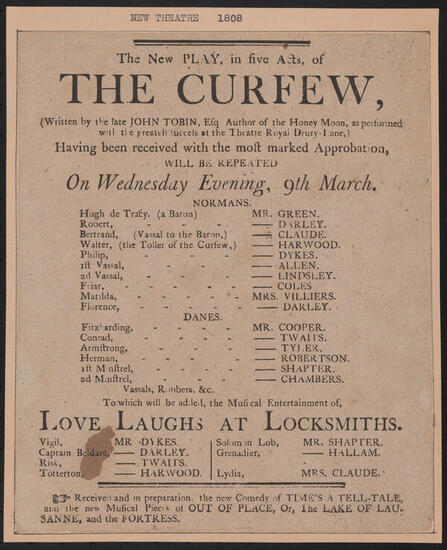 NEW THEATRE 1808
The New PLAY, in five Acts, of
THE CURFEW,
(Written by the late JOHN TOBIN, Esq Author of the Honey Moon, as performed
with the greatest success at the Theatre Royal Drury-Lane,)
Having been received with the most marked Approbation,
WILL BE REPEATED
On Wednesday Evening, 9th March.
NORMANS.
Hugh de Tracy. (a Baron) MR. GREEN.
Robert, - - - - — DARLEY.
Bertrand, (Vassal to the Baron,) — CLAUDE.
Walter, (the Toller of the Curfew,) — HARWOOD.
Philip, - - - - — DYKES.
1st Vassal, - - - - — ALLEN.
2d Vassal, - - - - — LINDSLEY.
Friar, - - - - — COLES
Matilda, - - - - MRS. VILLIERS.
Florence, - - - - — DARLEY.
DANES.
Fitzharding, - - - - MR. COOPER.
Conrad, - - - - — TWAITS.
Armstrong, - - - - — TYLER.
Herman, - - - - — ROBERTSON.
1st Minstrel, - - - - — SHAPTER.
2d Minstrel, - - - - — CHAMBERS.
Vassals, Robbers, &c.
To which will be added, the Musical Entertainment of,
LOVE LAUGHS AT LOCKSMITHS.
Vigil, MR DYKES. Solomon Lob, MR. SHAPTER.
Captain Beldare, — DARLEY. Grenadier, — HALLAM.
Risk, — TWAITS.
Totterton, — HARWOOD. Lydia, MRS. CLAUDE.
☞ Received and in preparation, the new Comedy of TIME'S A TELL-TALE,
and the new Musical Pieces of OUT OF PLACE, Or, The LAKE OF LAU-
SANNE, and the FORTRESS.